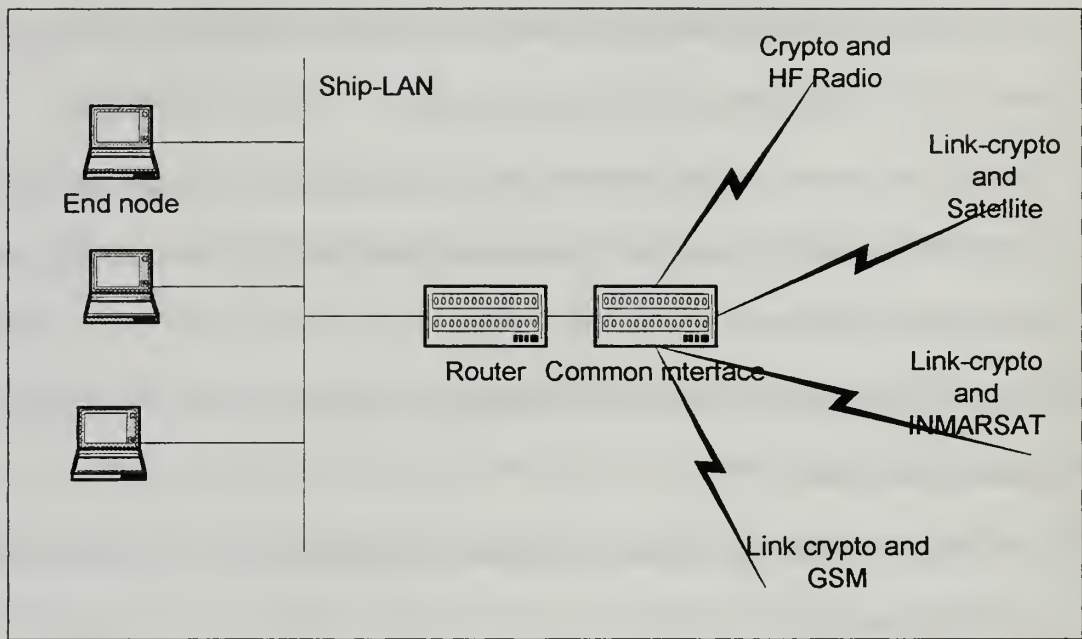 Crypto and
HF Radio
Ship-LAN
Link-crypto
and
Satellite
End node
Router
Common interface
Link-crypto
and
INMARSAT
Link crypto and
GSM